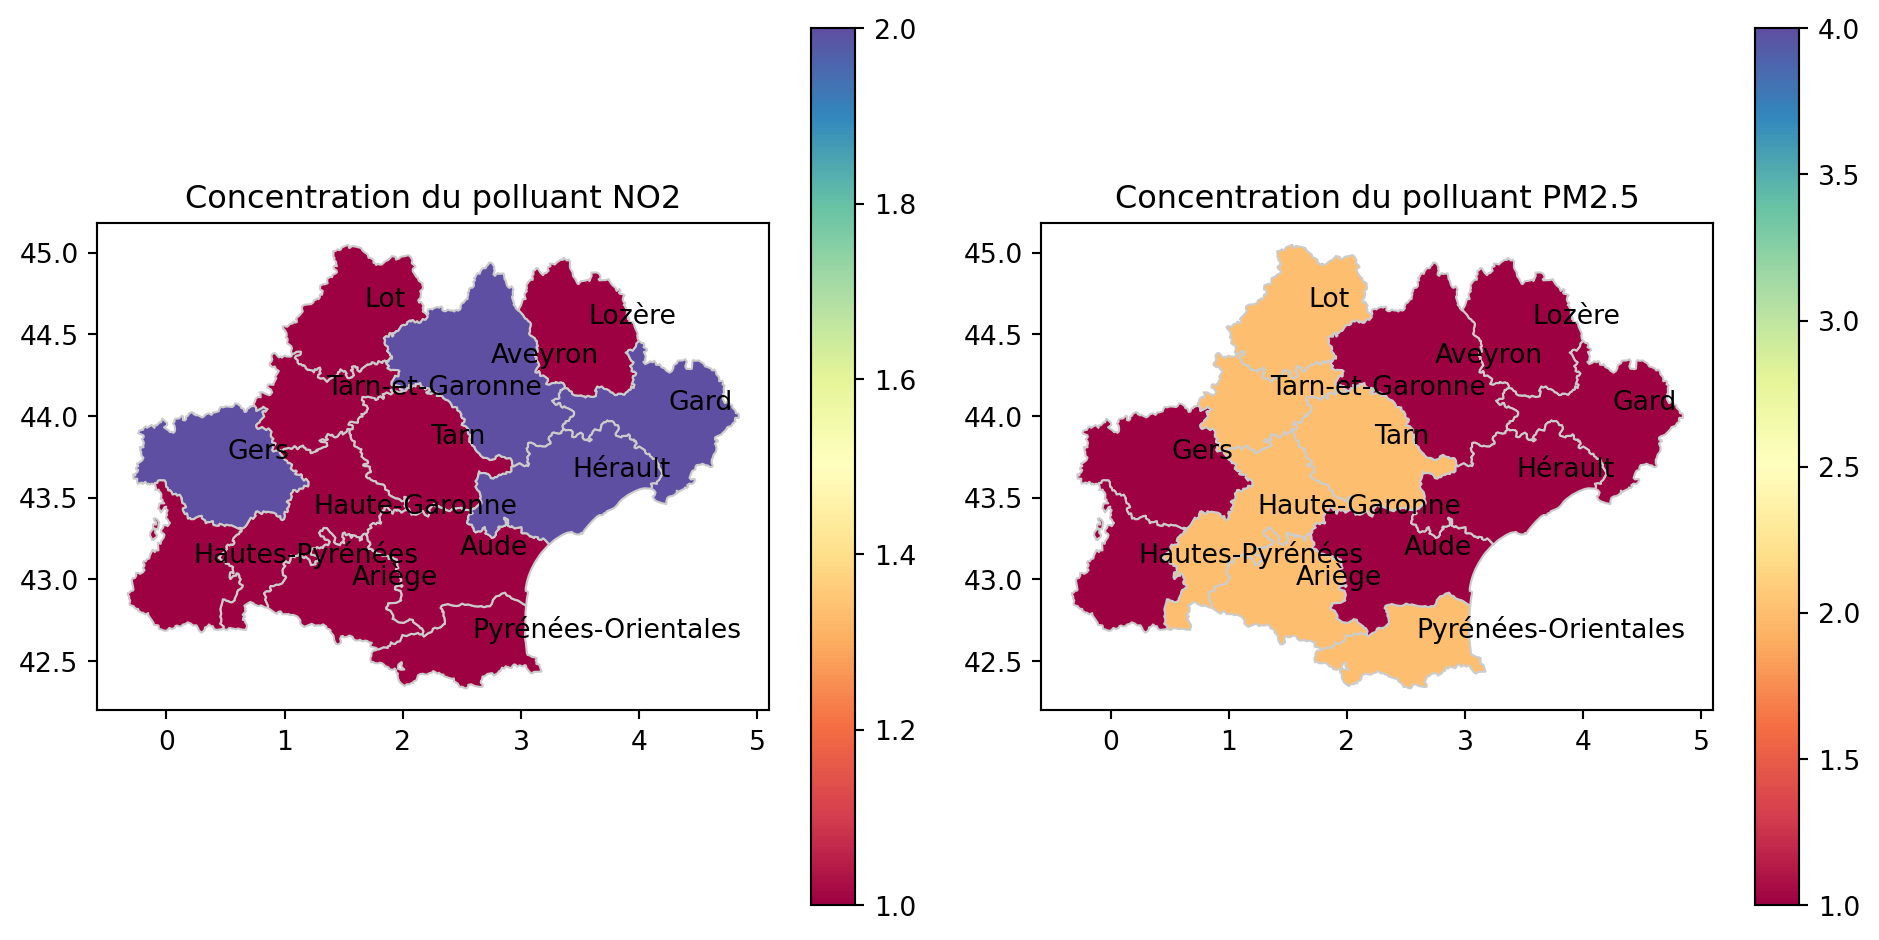 Concentration du polluant NO2
45.0
44.5
44.0
43.5
43.0
42.5
0 1 2 3 4 5
Lot
Lozère
Aveyron
Tarn-et-Garonne
Gard
Tarn
Gers
Hérault
Haute-Garonne
Aude
Hautes-Pyrénées
Ariège
Pyrénées-Orientales
2.0
1.8
1.6
1.4
1.2
1.0
Concentration du polluant PM2.5
45.0
44.5
44.0
43.5
43.0
42.5
0 1 2 3 4 5
Lot
Lozère
Aveyron
Tarn-et-Garonne
Gard
Tarn
Gers
Hérault
Haute-Garonne
Aude
Hautes-Pyrénées
Ariège
Pyrénées-Orientales
4.0
3.5
3.0
2.5
2.0
1.5
1.0